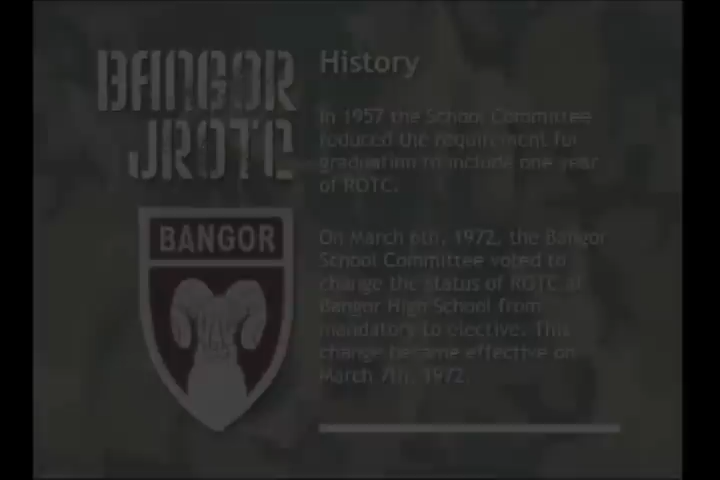 BANGOR
JROTC
BANGOR
History
In 1957 the School Committee
reduced the requirement for
graduation to include one year
of ROTC.
On March 6th, 1972, the Bangor
School Committee voted to
change the status of ROTC at
Bangor High School from
mandatory to elective. This
change became effective on
March 7th, 1972.